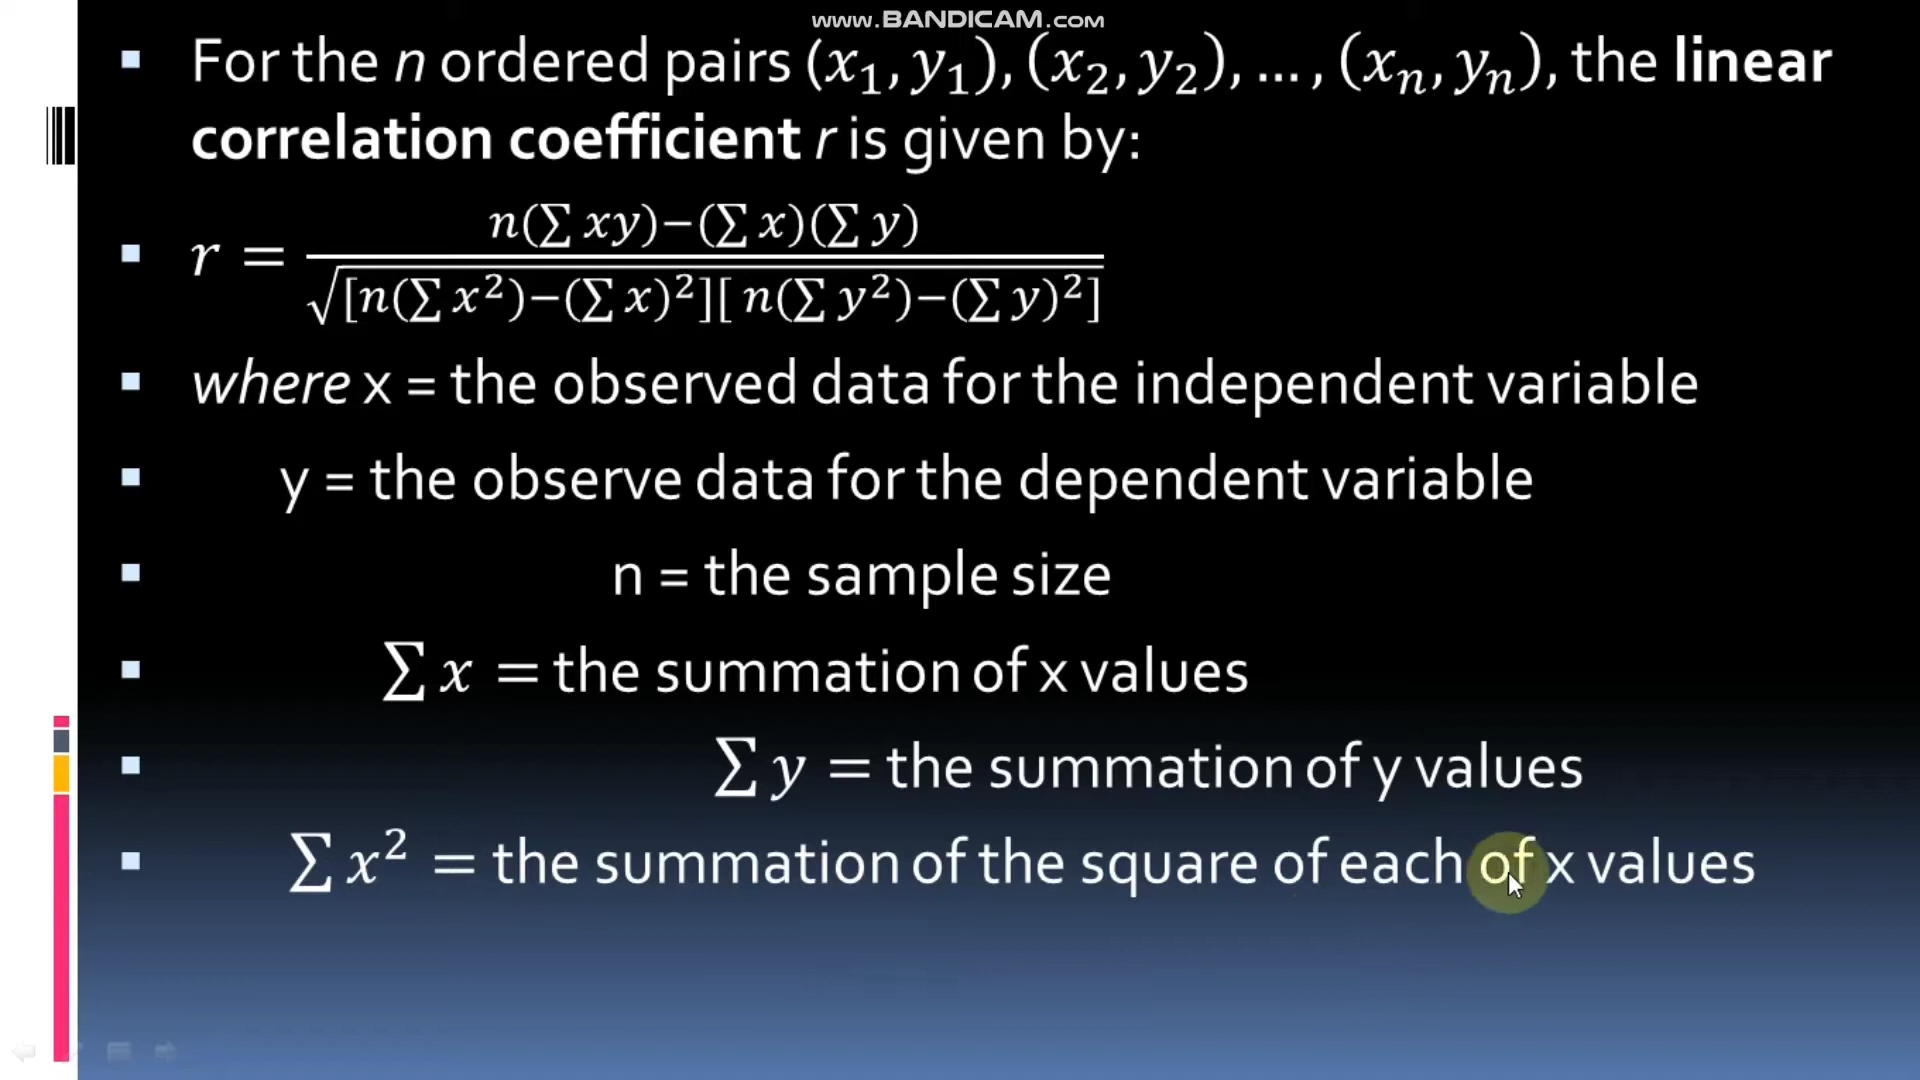 www.BANDICAM.com
▪ For the n ordered pairs (x₁, y₁), (x₂, y₂), … , (xₙ, yₙ), the linear
correlation coefficient r is given by:
▪ r = n(∑ xy)−(∑ x)(∑ y) / √[n(∑ x²)−(∑ x)²][ n(∑ y²)−(∑ y)²]
▪ where x = the observed data for the independent variable
▪ y = the observe data for the dependent variable
▪ n = the sample size
▪ ∑ x = the summation of x values
▪ ∑ y = the summation of y values
▪ ∑ x² = the summation of the square of each of x values